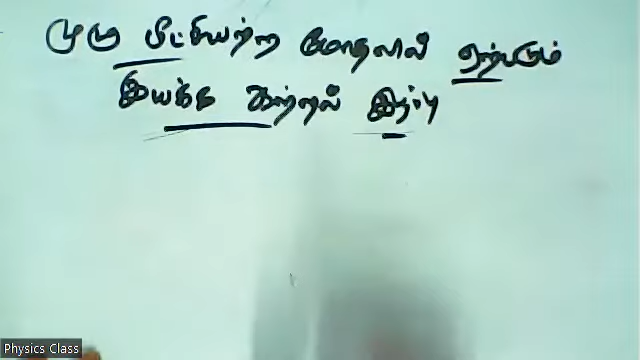 முழு மீட்சியற்ற மோதலில் ஏற்படும்
இயக்க ஆற்றல் இழப்பு
Physics Class